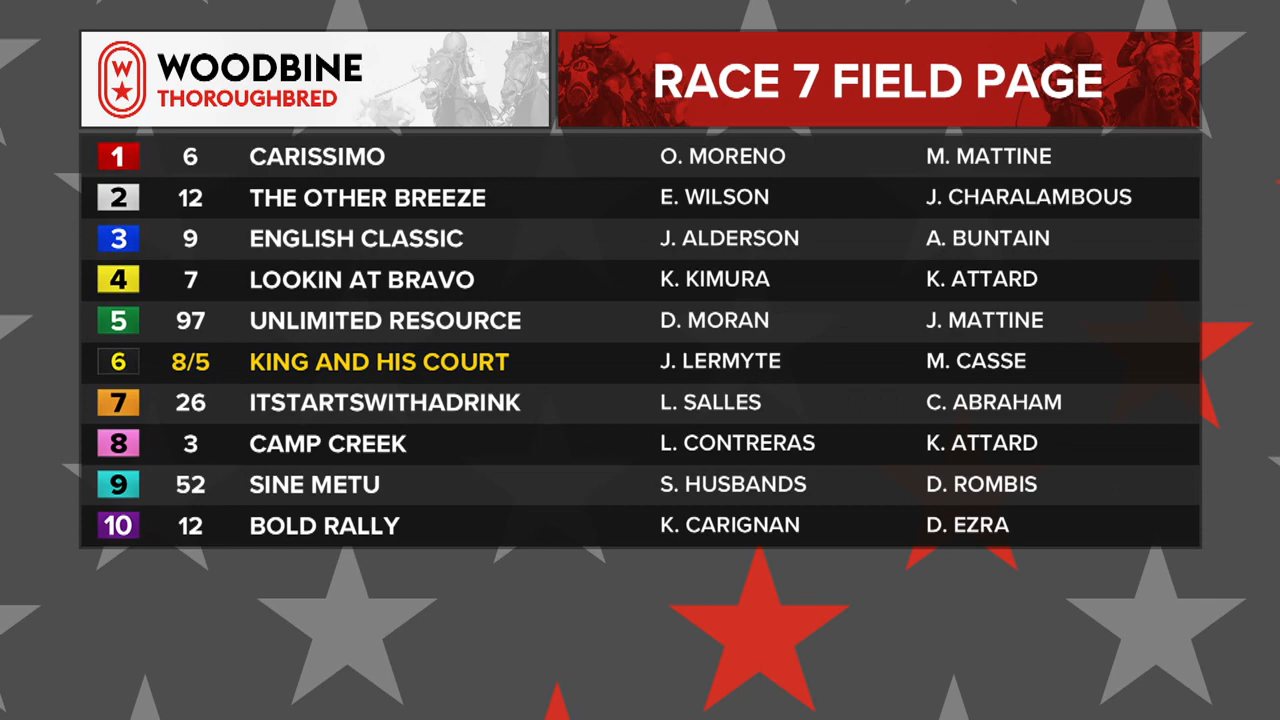 W
WOODBINE
THOROUGHBRED
RACE 7 FIELD PAGE
1 6 CARISSIMO O. MORENO M. MATTINE
2 12 THE OTHER BREEZE E. WILSON J. CHARALAMBOUS
3 9 ENGLISH CLASSIC J. ALDERSON A. BUNTAIN
4 7 LOOKIN AT BRAVO K. KIMURA K. ATTARD
5 97 UNLIMITED RESOURCE D. MORAN J. MATTINE
6 8/5 KING AND HIS COURT J. LERMYTE M. CASSE
7 26 ITSTARTSWITHADRINK L. SALLES C. ABRAHAM
8 3 CAMP CREEK L. CONTRERAS K. ATTARD
9 52 SINE METU S. HUSBANDS D. ROMBIS
10 12 BOLD RALLY K. CARIGNAN D. EZRA